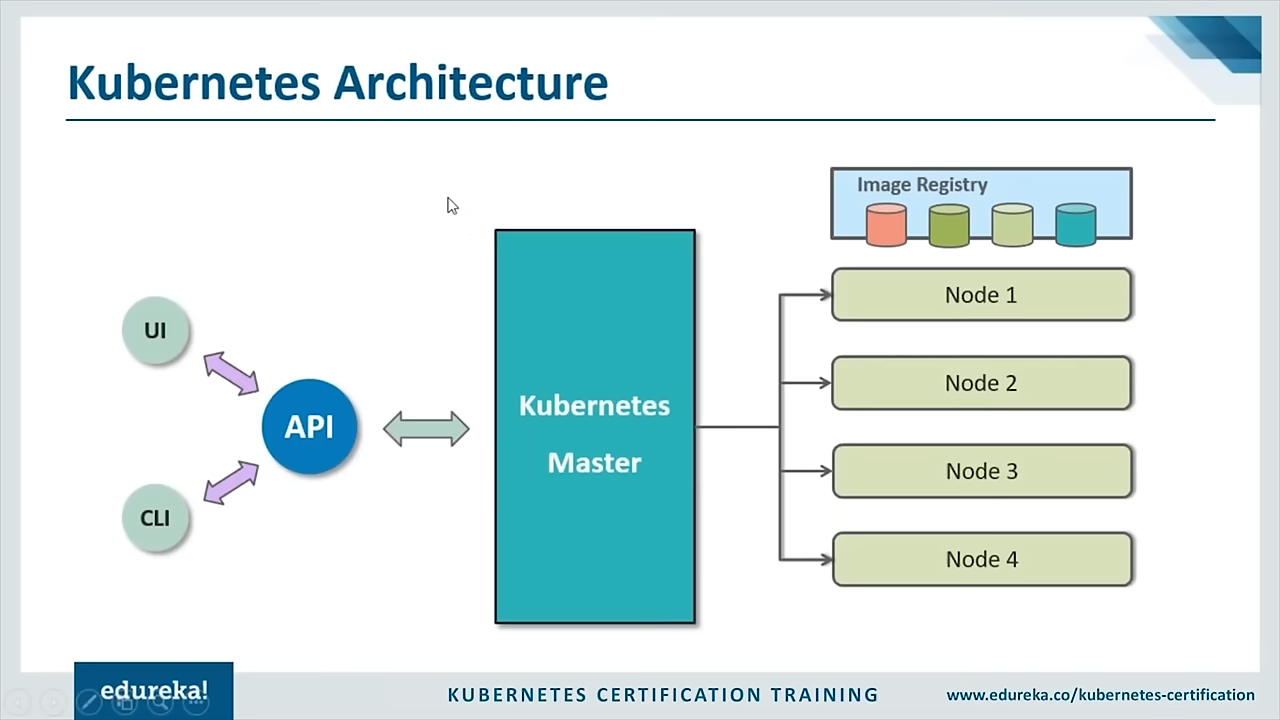 Kubernetes Architecture
Image Registry
Node 1
UI
Node 2
Kubernetes
API
Master
Node 3
CLI
Node 4
edureka!
KUBERNETES CERTIFICATION TRAINING
www.edureka.co/kubernetes-certification